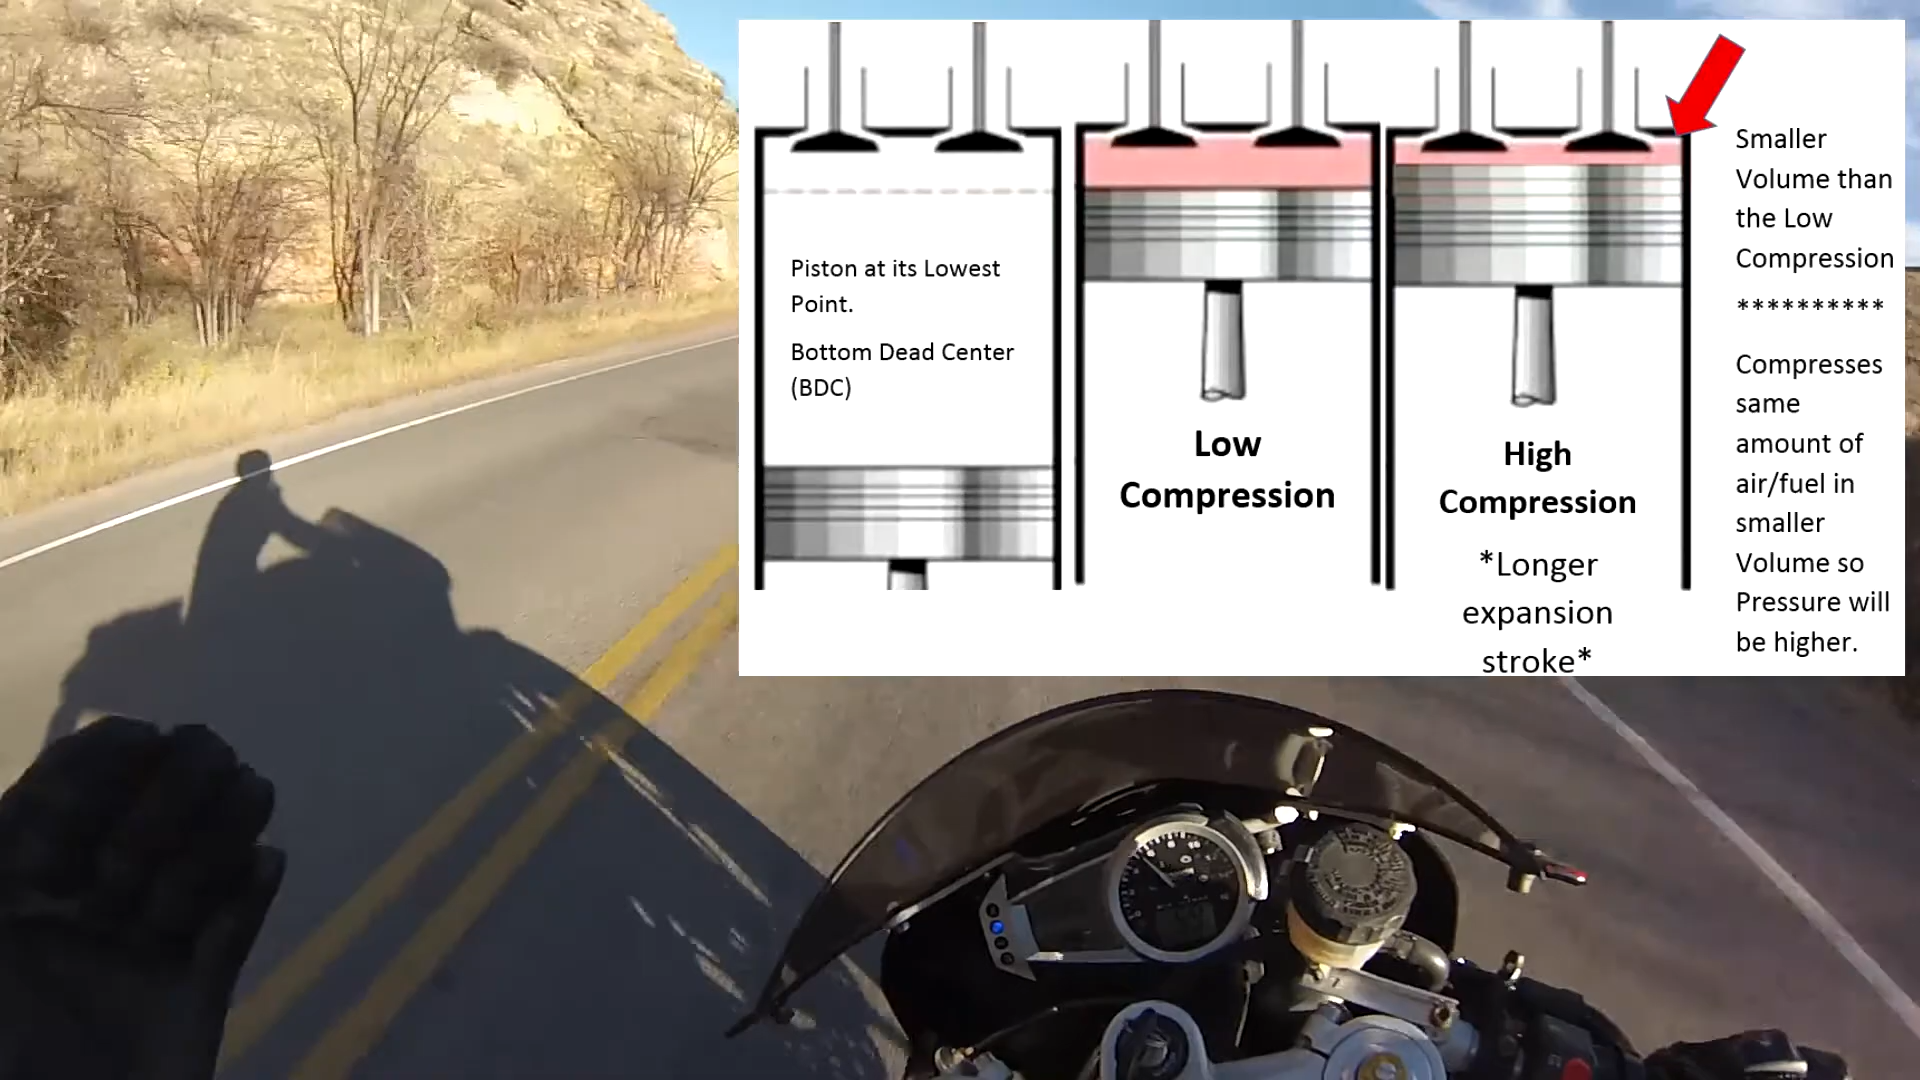 Piston at its Lowest
Point.
Bottom Dead Center
(BDC)
Low
Compression
High
Compression
*Longer
expansion
stroke*
Smaller
Volume than
the Low
Compression
**********
Compresses
same
amount of
air/fuel in
smaller
Volume so
Pressure will
be higher.